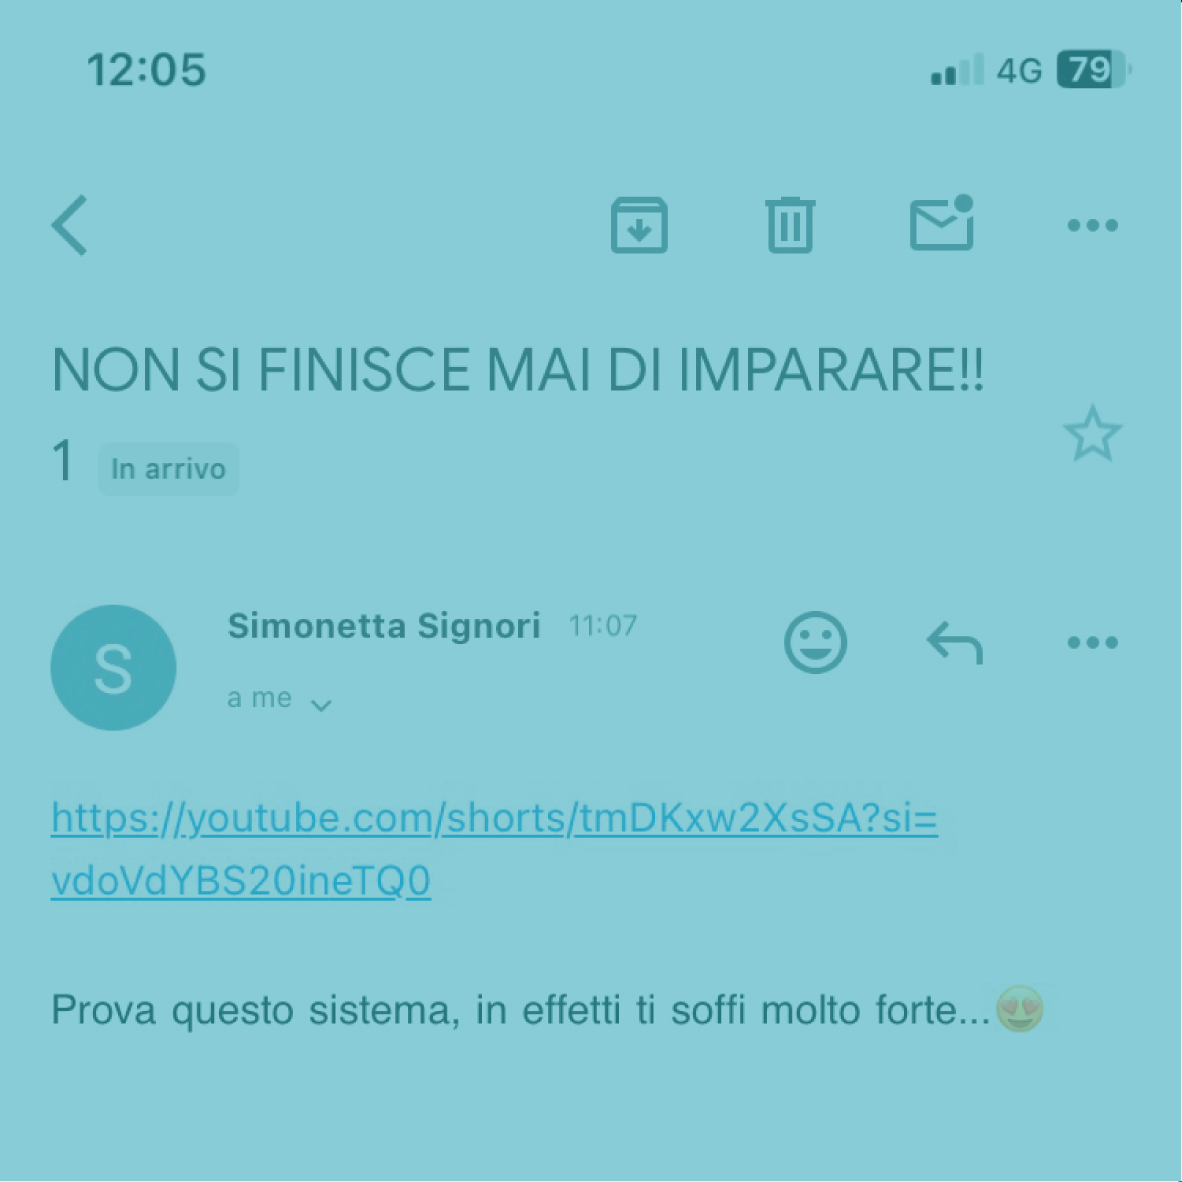 12:05 4G 79
NON SI FINISCE MAI DI IMPARARE!!
1 In arrivo
S
Simonetta Signori 11:07
a me
https://youtube.com/shorts/tmDKxw2XsSA?si=
vdoVdYBS20ineTQ0
Prova questo sistema, in effetti ti soffi molto forte...😍